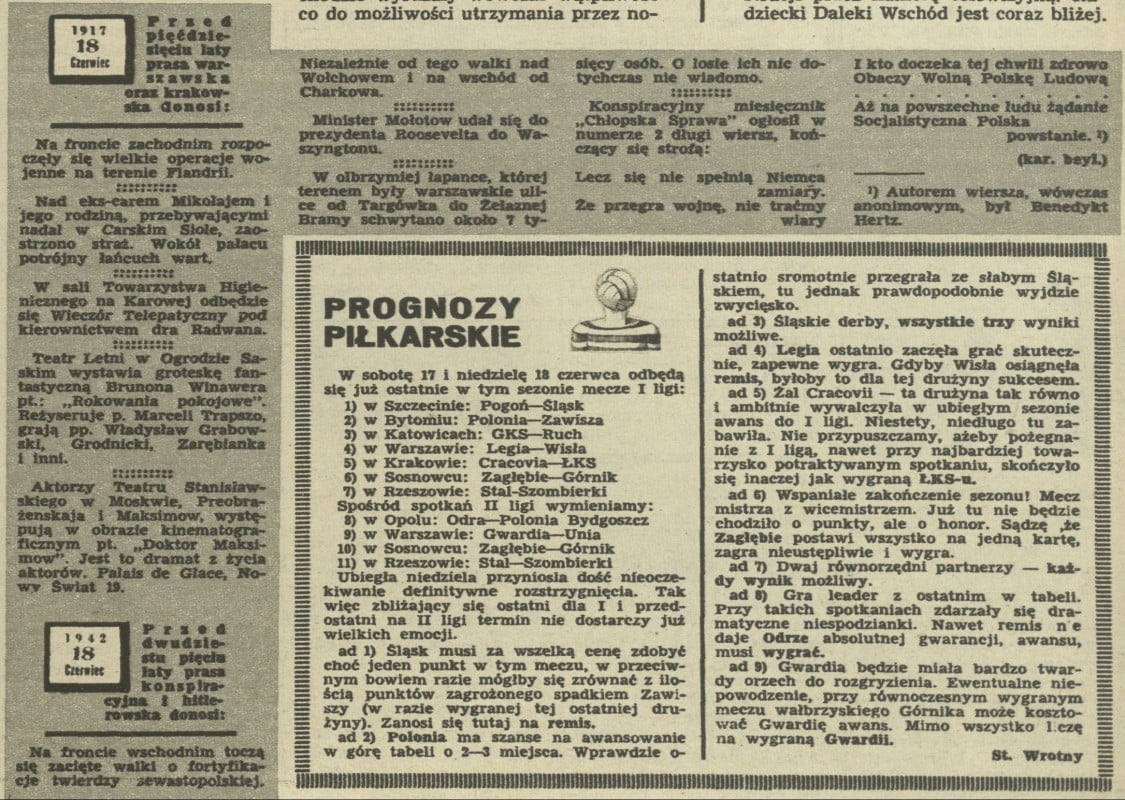 co do możliwości utrzymania przez no-
dziecki Daleki Wschód jest coraz bliżej.
1917
18
Czerwiec
Przed
pięćdzie-
sięciu laty
prasa war-
szawska
oraz krakow-
ska donosi:
Na froncie zachodnim rozpo-
częły się wielkie operacje wo-
jenne na terenie Flandrii.
Nad eks-carem Mikołajem i
jego rodziną, przebywającymi
nadal w Carskim Siole, zao-
strzono straż. Wokół pałacu
potrójny łańcuch wart.
W sali Towarzystwa Higie-
nicznego na Karowej odbędzie
się Wieczór Telepatyczny pod
kierownictwem dra Radwana.
Teatr Letni w Ogrodzie Sa-
skim wystawia groteskę fan-
tastyczną Brunona Winawera
pt.: „Rokowania pokojowe".
Reżyseruje p. Marceli Trapszo,
grają pp. Władysław Grabow-
ski, Grodnicki, Zarębianka
i inni.
Aktorzy Teatru Stanisław-
skiego w Moskwie, Preobra-
żenskaja i Maksimow, wystę-
pują w obrazie kinematogra-
ficznym pt. „Doktor Maksi-
mow". Jest to dramat z życia
aktorów. Palais de Glace, No-
wy Świat 19.
1942
18
Czerwiec
Przed
dwudzie-
stu pięciu
laty prasa
konspira-
cyjna i hitle-
rowska donosi:
Na froncie wschodnim toczą
się zacięte walki o fortyfika-
cje twierdzy sewastopolskiej.
Niezależnie od tego walki nad
Wołchowem i na wschód od
Charkowa.
Minister Mołotow udał się do
prezydenta Roosevelta do Wa-
szyngtonu.
W olbrzymiej łapance, której
terenem były warszawskie uli-
ce od Targówka do Żelaznej
Bramy schwytano około 7 ty-
sięcy osób. O losie ich nic do-
tychczas nie wiadomo.
Konspiracyjny miesięcznik
„Chłopska Sprawa" ogłosił w
numerze 2 długi wiersz, koń-
czący się strofą:
Lecz się nie spełnią Niemca
zamiary.
Że przegra wojnę, nie traćmy
wiary
I kto doczeka tej chwili zdrowo
Obaczy Wolną Polskę Ludową
. . . . . . . . . . . . . .
Aż na powszechne ludu żądanie
Socjalistyczna Polska
powstanie. ¹)
(kar. beyl.)
¹) Autorem wiersza, wówczas
anonimowym, był Benedykt
Hertz.
PROGNOZY
PIŁKARSKIE
W sobotę 17 i niedzielę 18 czerwca odbędą
się już ostatnie w tym sezonie mecze I ligi:
1) w Szczecinie: Pogoń—Śląsk
2) w Bytomiu: Polonia—Zawisza
3) w Katowicach: GKS—Ruch
4) w Warszawie: Legia—Wisła
5) w Krakowie: Cracovia—ŁKS
6) w Sosnowcu: Zagłębie—Górnik
7) w Rzeszowie: Stal-Szombierki
Spośród spotkań II ligi wymieniamy:
8) w Opolu: Odra—Polonia Bydgoszcz
9) w Warszawie: Gwardia—Unia
10) w Sosnowcu: Zagłębie—Górnik
11) w Rzeszowie: Stal—Szombierki
Ubiegła niedziela przyniosła dość nieocze-
kiwanie definitywne rozstrzygnięcia. Tak
więc zbliżający się ostatni dla I i przed-
ostatni na II ligi termin nie dostarczy już
wielkich emocji.
ad 1) Śląsk musi za wszelką cenę zdobyć
choć jeden punkt w tym meczu, w przeciw-
nym bowiem razie mógłby się zrównać z ilo-
ścią punktów zagrożonego spadkiem Zawi-
szy (w razie wygranej tej ostatniej dru-
żyny). Zanosi się tutaj na remis.
ad 2) Polonia ma szanse na awansowanie
w górę tabeli o 2—3 miejsca. Wprawdzie o-
statnio sromotnie przegrała ze słabym Ślą-
skiem, tu jednak prawdopodobnie wyjdzie
zwycięsko.
ad 3) Śląskie derby, wszystkie trzy wyniki
możliwe.
ad 4) Legia ostatnio zaczęła grać skutecz-
nie, zapewne wygra. Gdyby Wisła osiągnęła
remis, byłoby to dla tej drużyny sukcesem.
ad 5) Żal Cracovii — ta drużyna tak równo
i ambitnie wywalczyła w ubiegłym sezonie
awans do I ligi. Niestety, niedługo tu za-
bawiła. Nie przypuszczamy, ażeby pożegna-
nie z I ligą, nawet przy najbardziej towa-
rzysko potraktywanym spotkaniu, skończyło
się inaczej jak wygraną ŁKS-u.
ad 6) Wspaniałe zakończenie sezonu! Mecz
mistrza z wicemistrzem. Już tu nie będzie
chodziło o punkty, ale o honor. Sądzę ,że
Zagłębie postawi wszystko na jedną kartę,
zagra nieustępliwie i wygra.
ad 7) Dwaj równorzędni partnerzy — każ-
dy wynik możliwy.
ad 8) Gra leader z ostatnim w tabeli.
Przy takich spotkaniach zdarzały się dra-
matyczne niespodzianki. Nawet remis n'e
daje Odrze absolutnej gwarancji, awansu,
musi wygrać.
ad 9) Gwardia będzie miała bardzo twar-
dy orzech do rozgryzienia. Ewentualne nie-
powodzenie, przy równoczesnym wygranym
meczu wałbrzyskiego Górnika może koszto-
wać Gwardię awans. Mimo wszystko l.czę
na wygraną Gwardii.
St. Wrotny